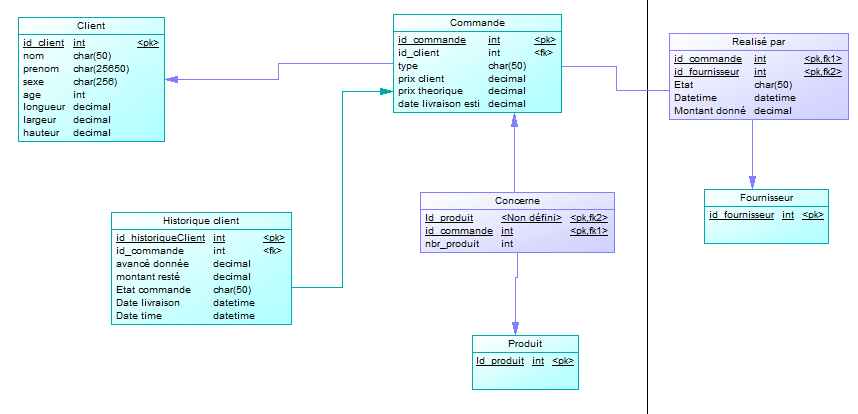 Client
id_client int <pk>
nom char(50)
prenom char(25650)
sexe char(256)
age int
longueur decimal
largeur decimal
hauteur decimal
Commande
id_commande int <pk>
id_client int <fk>
type char(50)
prix client decimal
prix theorique decimal
date livraison esti decimal
Realisé par
id_commande int <pk,fk1>
id_fournisseur int <pk,fk2>
Etat char(50)
Datetime datetime
Montant donné decimal
Historique client
id_historiqueClient int <pk>
id_commande int <fk>
avancé donnée decimal
montant resté decimal
Etat commande char(50)
Date livraison datetime
Date time datetime
Concerne
Id_produit <Non défini> <pk,fk2>
id_commande int <pk,fk1>
nbr_produit int
Fournisseur
id_fournisseur int <pk>
Produit
Id_produit int <pk>